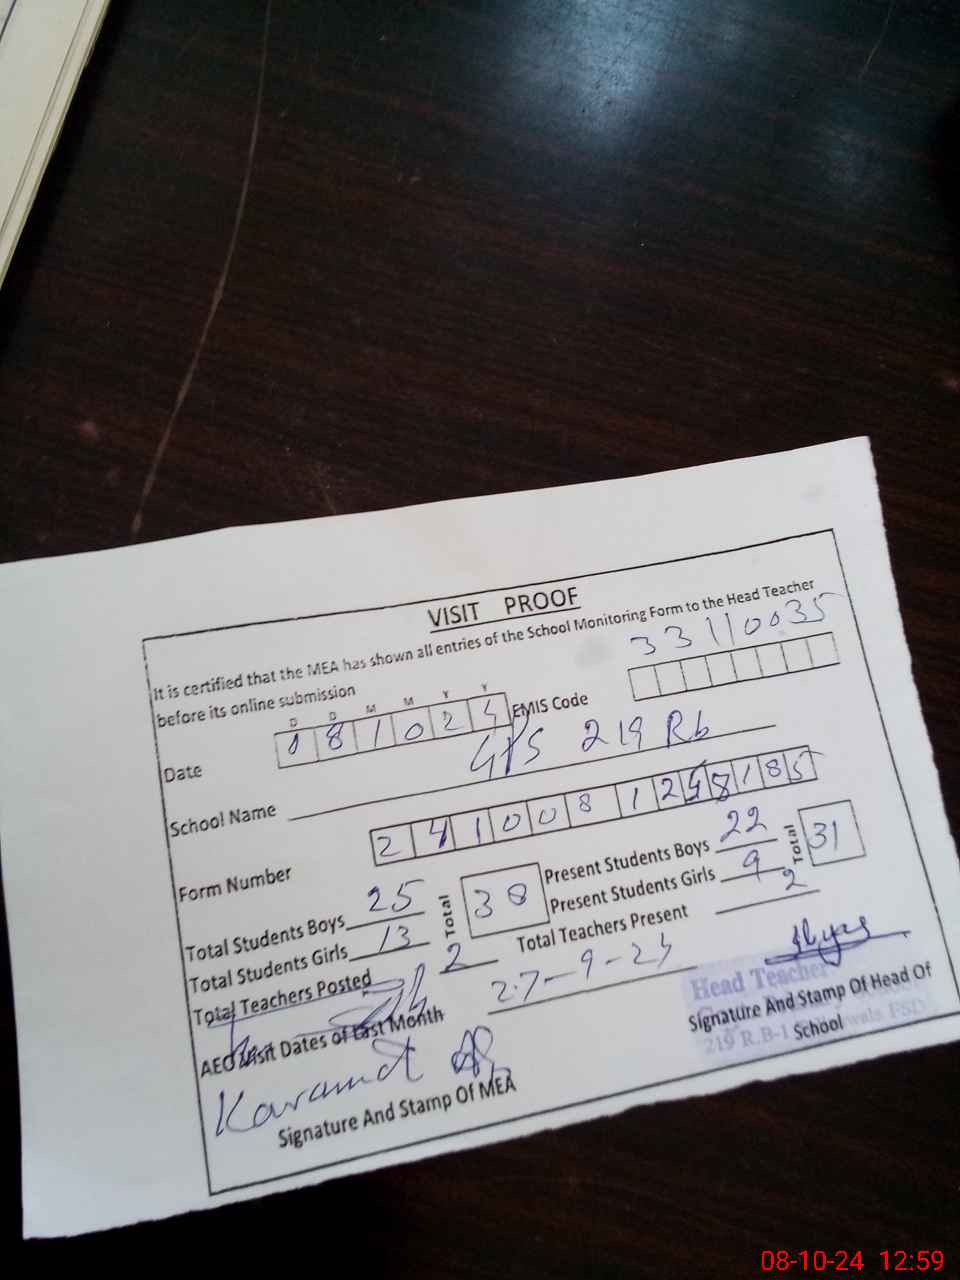 VISIT PROOF
It is certified that the MEA has shown all entries of the School Monitoring Form to the Head Teacher
before its online submission
D D M M Y Y
Date 081024 EMIS Code 33110035
School Name GPS 219 Rb
Form Number
Total Students Boys 25 Total 38 Present Students Boys 22 Total 31
Total Students Girls 13 Present Students Girls 9
Total Teachers Posted 2 Total Teachers Present 2
AEO Visit Dates of Last Month 27-9-24
Head Teacher
Signature And Stamp Of Head Of
School
219 R.B-1
Karamat
Signature And Stamp Of MEA
08-10-24 12:59